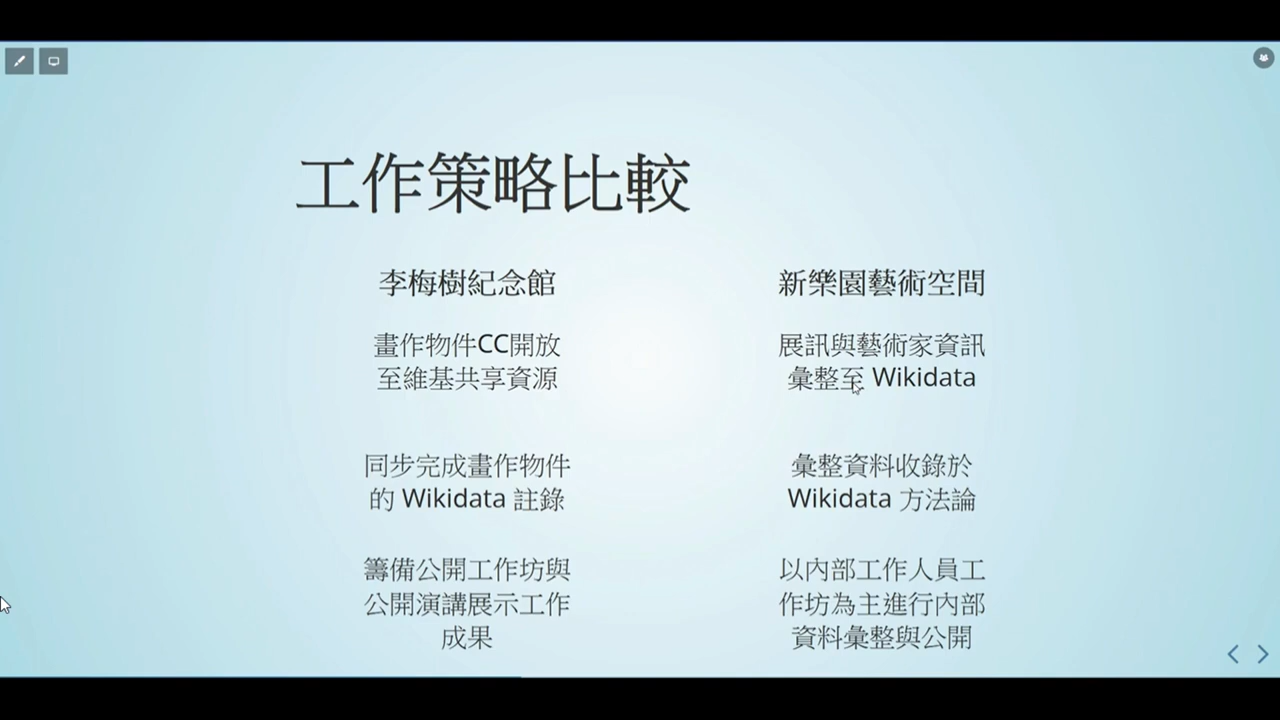 工作策略比較
李梅樹紀念館
畫作物件CC開放
至維基共享資源
同步完成畫作物件
的 Wikidata 註錄
籌備公開工作坊與
公開演講展示工作
成果
新樂園藝術空間
展訊與藝術家資訊
彙整至 Wikidata
彙整資料收錄於
Wikidata 方法論
以內部工作人員工
作坊為主進行內部
資料彙整與公開